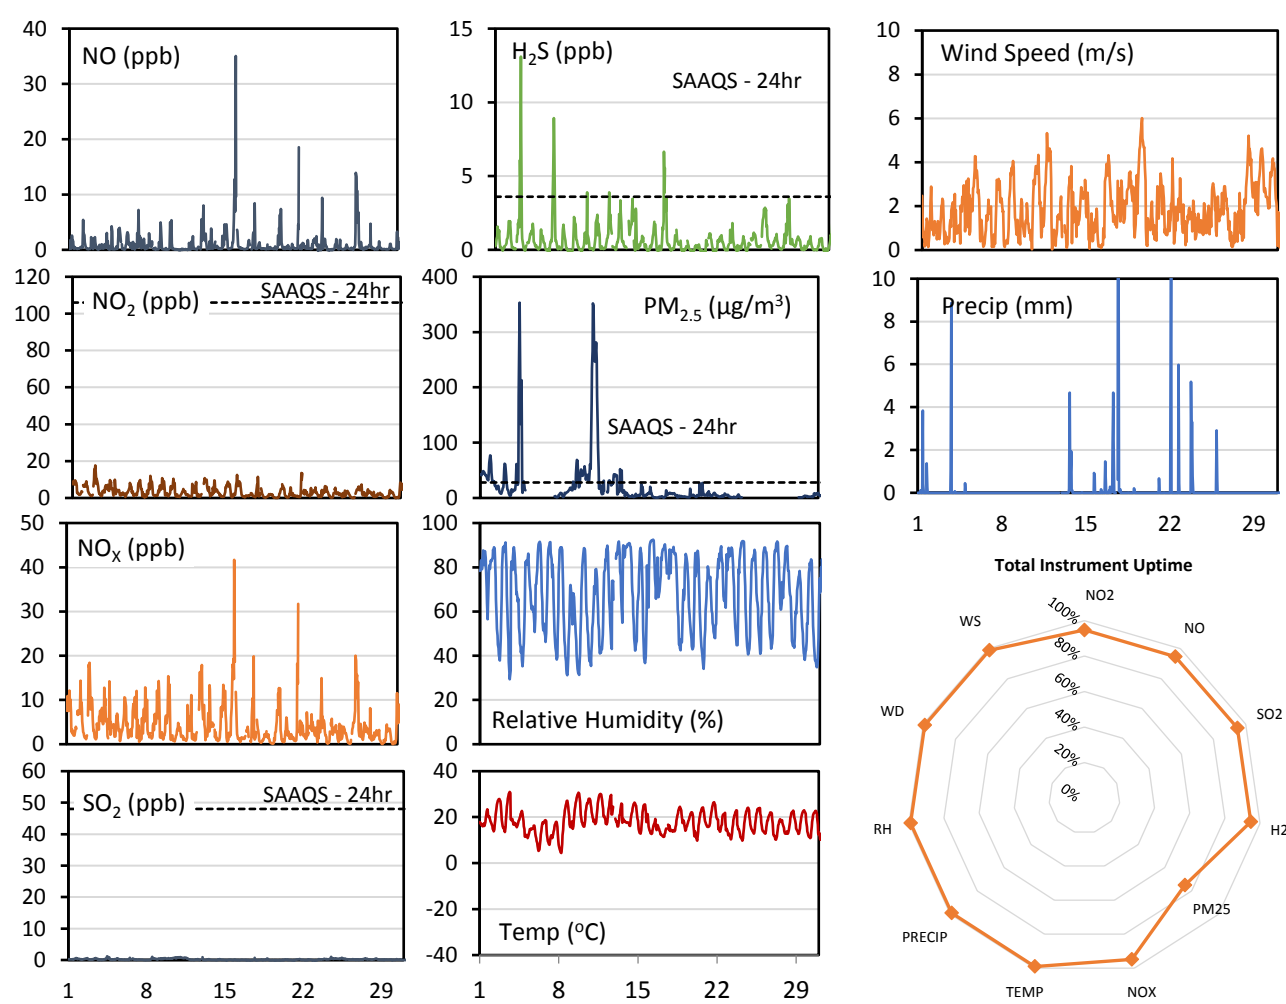 NO (ppb)
40
30
35
25
20
15
10
5
0
H2S (ppb)
SAAQS - 24hr
15
10
5
0
Wind Speed (m/s)
10
8
6
4
2
0
NO2 (ppb)
SAAQS - 24hr
120
100
80
60
40
20
0
PM2.5 (µg/m3)
SAAQS - 24hr
400
300
200
100
0
Precip (mm)
10
8
6
4
2
0
1 8 15 22 29
NOX (ppb)
50
40
30
20
10
0
Relative Humidity (%)
100
80
60
40
20
0
SO2 (ppb)
SAAQS - 24hr
60
50
40
30
20
10
0
1 8 15 22 29
Temp (oC)
40
20
0
-20
-40
1 8 15 22 29
Total Instrument Uptime
NO2
NO
SO2
H2
PM25
NOX
TEMP
PRECIP
RH
WD
WS
100%
80%
60%
40%
20%
0%